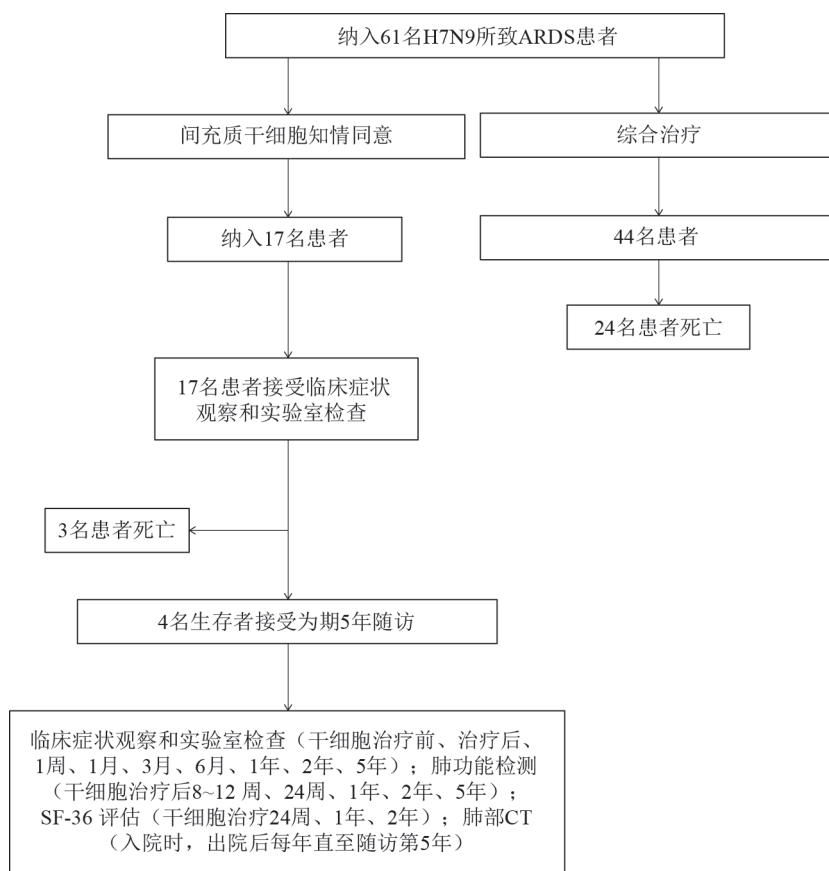 纳入61名H7N9所致ARDS患者
间充质干细胞知情同意
综合治疗
纳入17名患者
44名患者
24名患者死亡
17名患者接受临床症状
观察和实验室检查
3名患者死亡
4名生存者接受为期5年随访
临床症状观察和实验室检查（干细胞治疗前、治疗后、
1周、1月、3月、6月、1年、2年、5年）；肺功能检测
（干细胞治疗后8~12 周、24周、1年、2年、5年）；
SF-36 评估（干细胞治疗24周、1年、2年）；肺部CT
（入院时，出院后每年直至随访第5年）